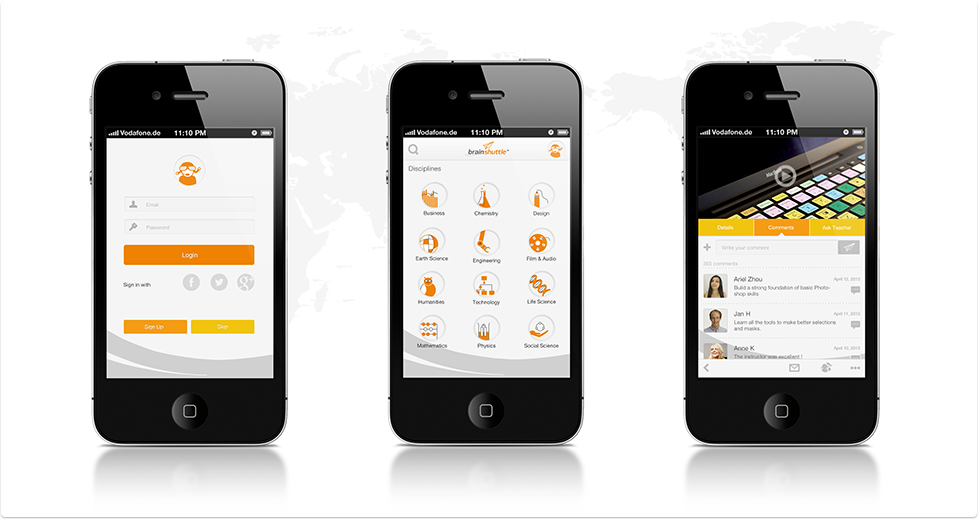 Vodafone.de 11:10 PM
Email
Password
Login
Sign in with
Sign Up Skip
Vodafone.de 11:10 PM
brainshuttle™
Disciplines
Business Chemistry Design
Earth Science Engineering Film & Audio
Humanities Technology Life Science
Mathematics Physics Social Science
Vodafone.de 11:10 PM
Details Comments Ask Teacher
Write your comment
comments
Ariel Zhou April 12, 2013
Build a strong foundation of basic Photo-
shop skills
Jan H April 11, 2013
Learn all the tools to make better selections
and masks.
Anne K April 10, 2013
The instructor was excellent !